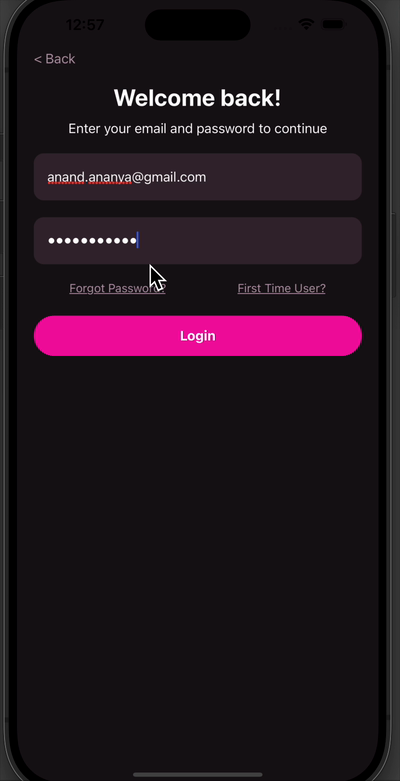 12:57
< Back
Welcome back!
Enter your email and password to continue
anand.ananya@gmail.com
●●●●●●●●●●●
Forgot Password?
First Time User?
Login